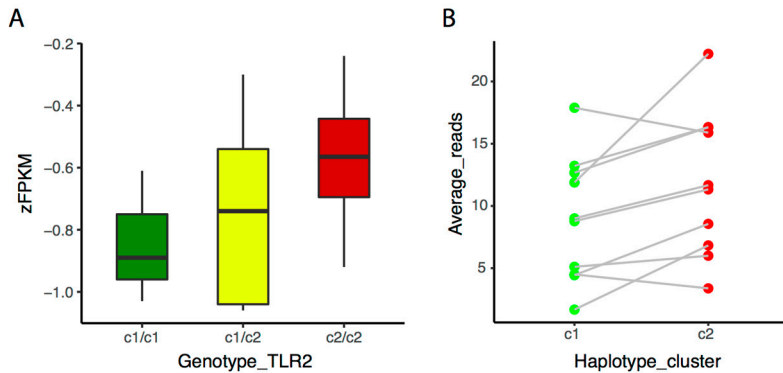 A
−0.2
−0.4
−0.6
−0.8
−1.0
zFPKM
c1/c1 c1/c2 c2/c2
Genotype_TLR2
B
20
15
10
5
Average_reads
c1 c2
Haplotype_cluster